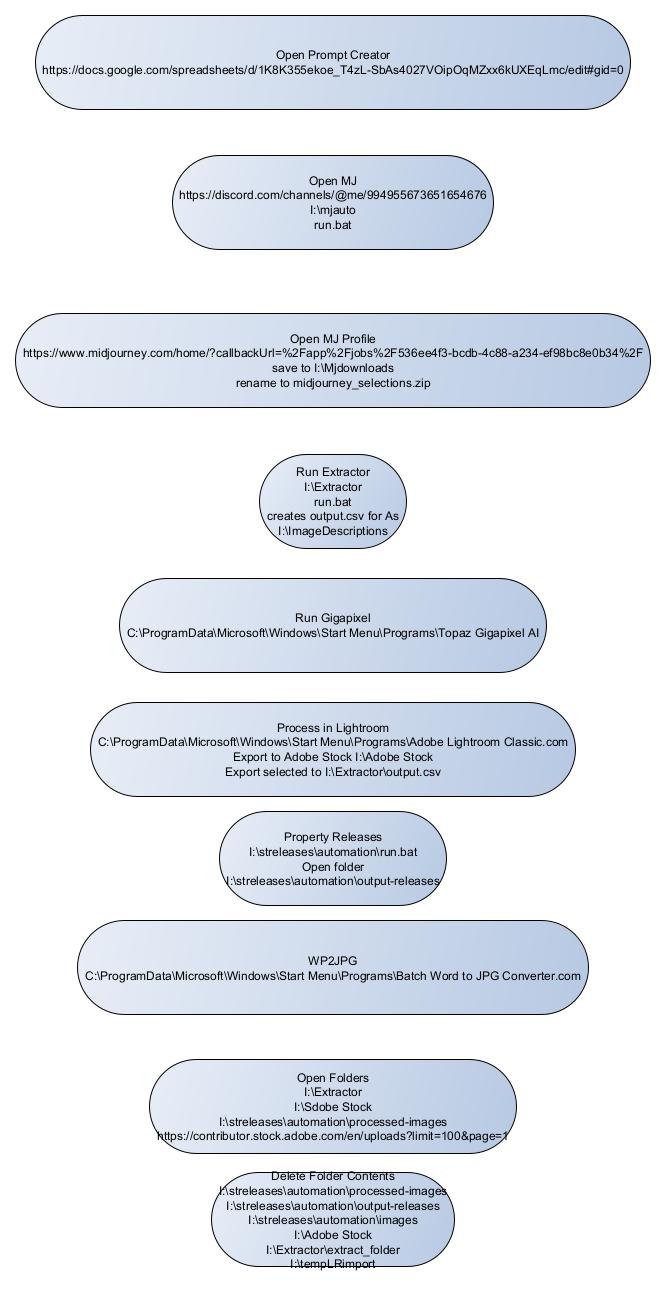 Open Prompt Creator
https://docs.google.com/spreadsheets/d/1K8K355ekoe_T4zL-SbAs4027VOipOqMZxx6kUXEqLmc/edit#gid=0
Open MJ
https://discord.com/channels/@me/994955673651654676
I:\mjauto
run.bat
Open MJ Profile
https://www.midjourney.com/home/?callbackUrl=%2Fapp%2Fjobs%2F536ee4f3-bcdb-4c88-a234-ef98bc8e0b34%2F
save to I:\Mjdownloads
rename to midjourney_selections.zip
Run Extractor
I:\Extractor
run.bat
creates output.csv for As
I:\ImageDescriptions
Run Gigapixel
C:\ProgramData\Microsoft\Windows\Start Menu\Programs\Topaz Gigapixel AI
Process in Lightroom
C:\ProgramData\Microsoft\Windows\Start Menu\Programs\Adobe Lightroom Classic.com
Export to Adobe Stock I:\Adobe Stock
Export selected to I:\Extractor\output.csv
Property Releases
I:\streleases\automation\run.bat
Open folder
I:\streleases\automation\output-releases
WP2JPG
C:\ProgramData\Microsoft\Windows\Start Menu\Programs\Batch Word to JPG Converter.com
Open Folders
I:\Extractor
I:\Sdobe Stock
I:\streleases\automation\processed-images
https://contributor.stock.adobe.com/en/uploads?limit=100&page=1
Delete Folder Contents
I:\streleases\automation\processed-images
I:\streleases\automation\output-releases
I:\streleases\automation\images
I:\Adobe Stock
I:\Extractor\extract_folder
I:\tempLRimport